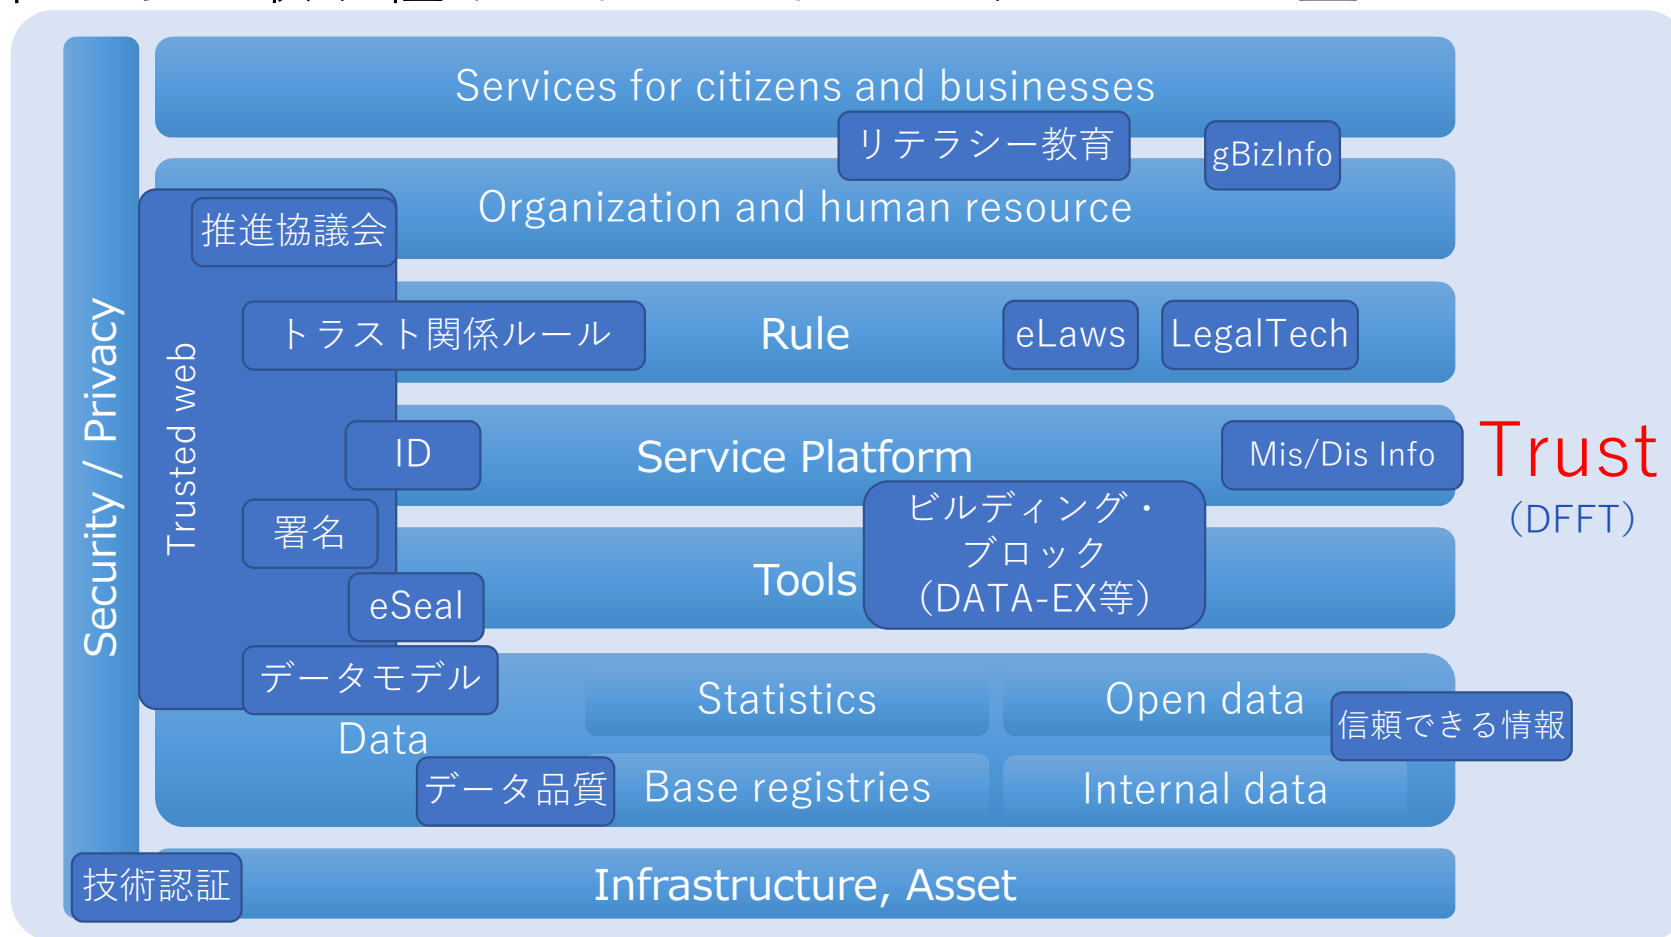 Services for citizens and businesses
リテラシー教育
gBizInfo
Organization and human resource
推進協議会
トラスト関係ルール
Rule
eLaws
LegalTech
Security / Privacy
Trusted web
ID
Service Platform
Mis/Dis Info
Trust
（DFFT）
署名
ビルディング・
ブロック
（DATA-EX等）
Tools
eSeal
データモデル
Statistics
Open data
信頼できる情報
Data
データ品質
Base registries
Internal data
技術認証
Infrastructure, Asset